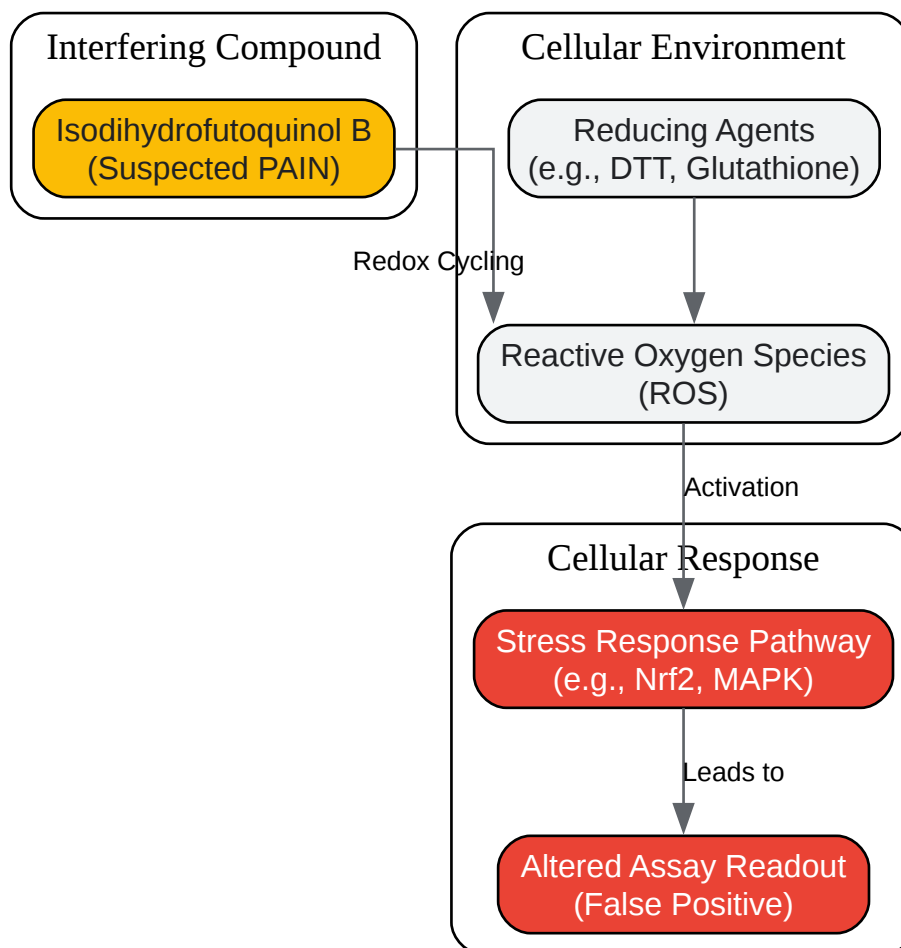 Interfering Compound
Isodihydrofutoquinol B
(Suspected PAIN)
Cellular Environment
Reducing Agents
(e.g., DTT, Glutathione)
Redox Cycling
Reactive Oxygen Species
(ROS)
Activation
Cellular Response
Stress Response Pathway
(e.g., Nrf2, MAPK)
Leads to
Altered Assay Readout
(False Positive)